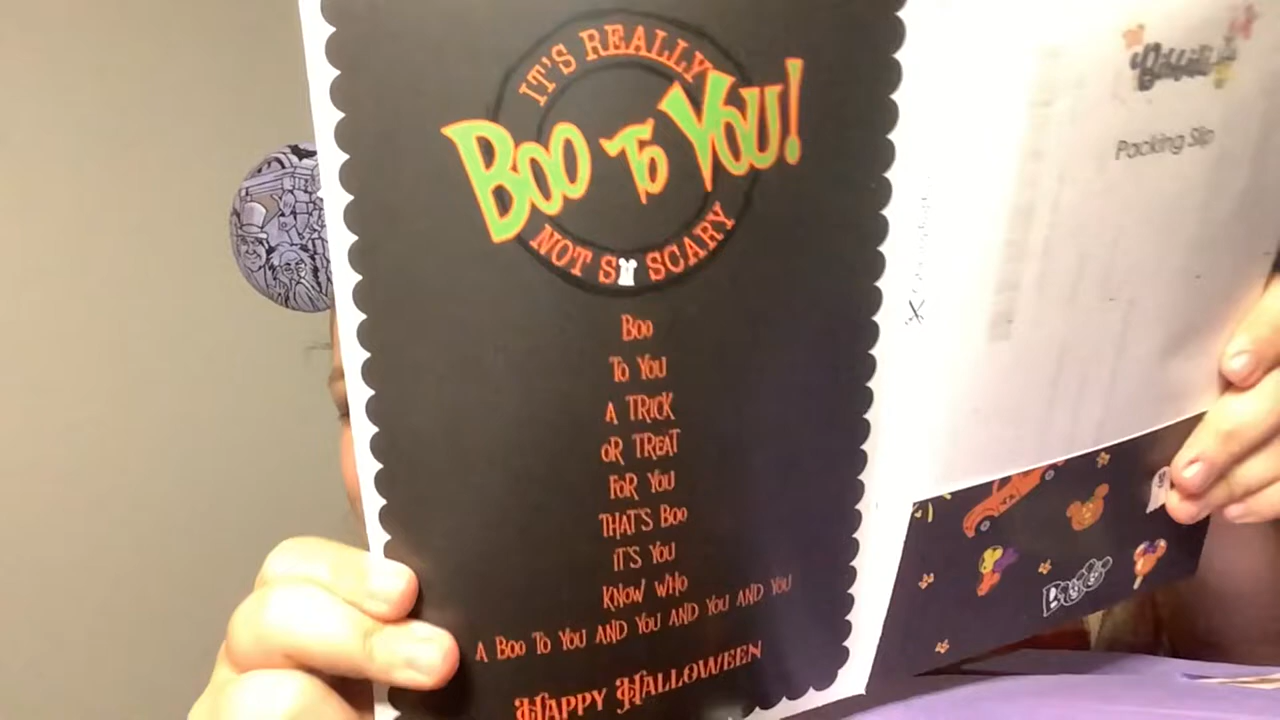 IT'S REALLY
BOO TO YOU!
NOT SO SCARY
BOO
TO YOU
A TRICK
OR TREAT
FOR YOU
THAT'S BOO
IT'S YOU
KNOW WHO
A BOO TO YOU AND YOU AND YOU AND YOU
HAPPY HALLOWEEN
Packing Slip
BOO